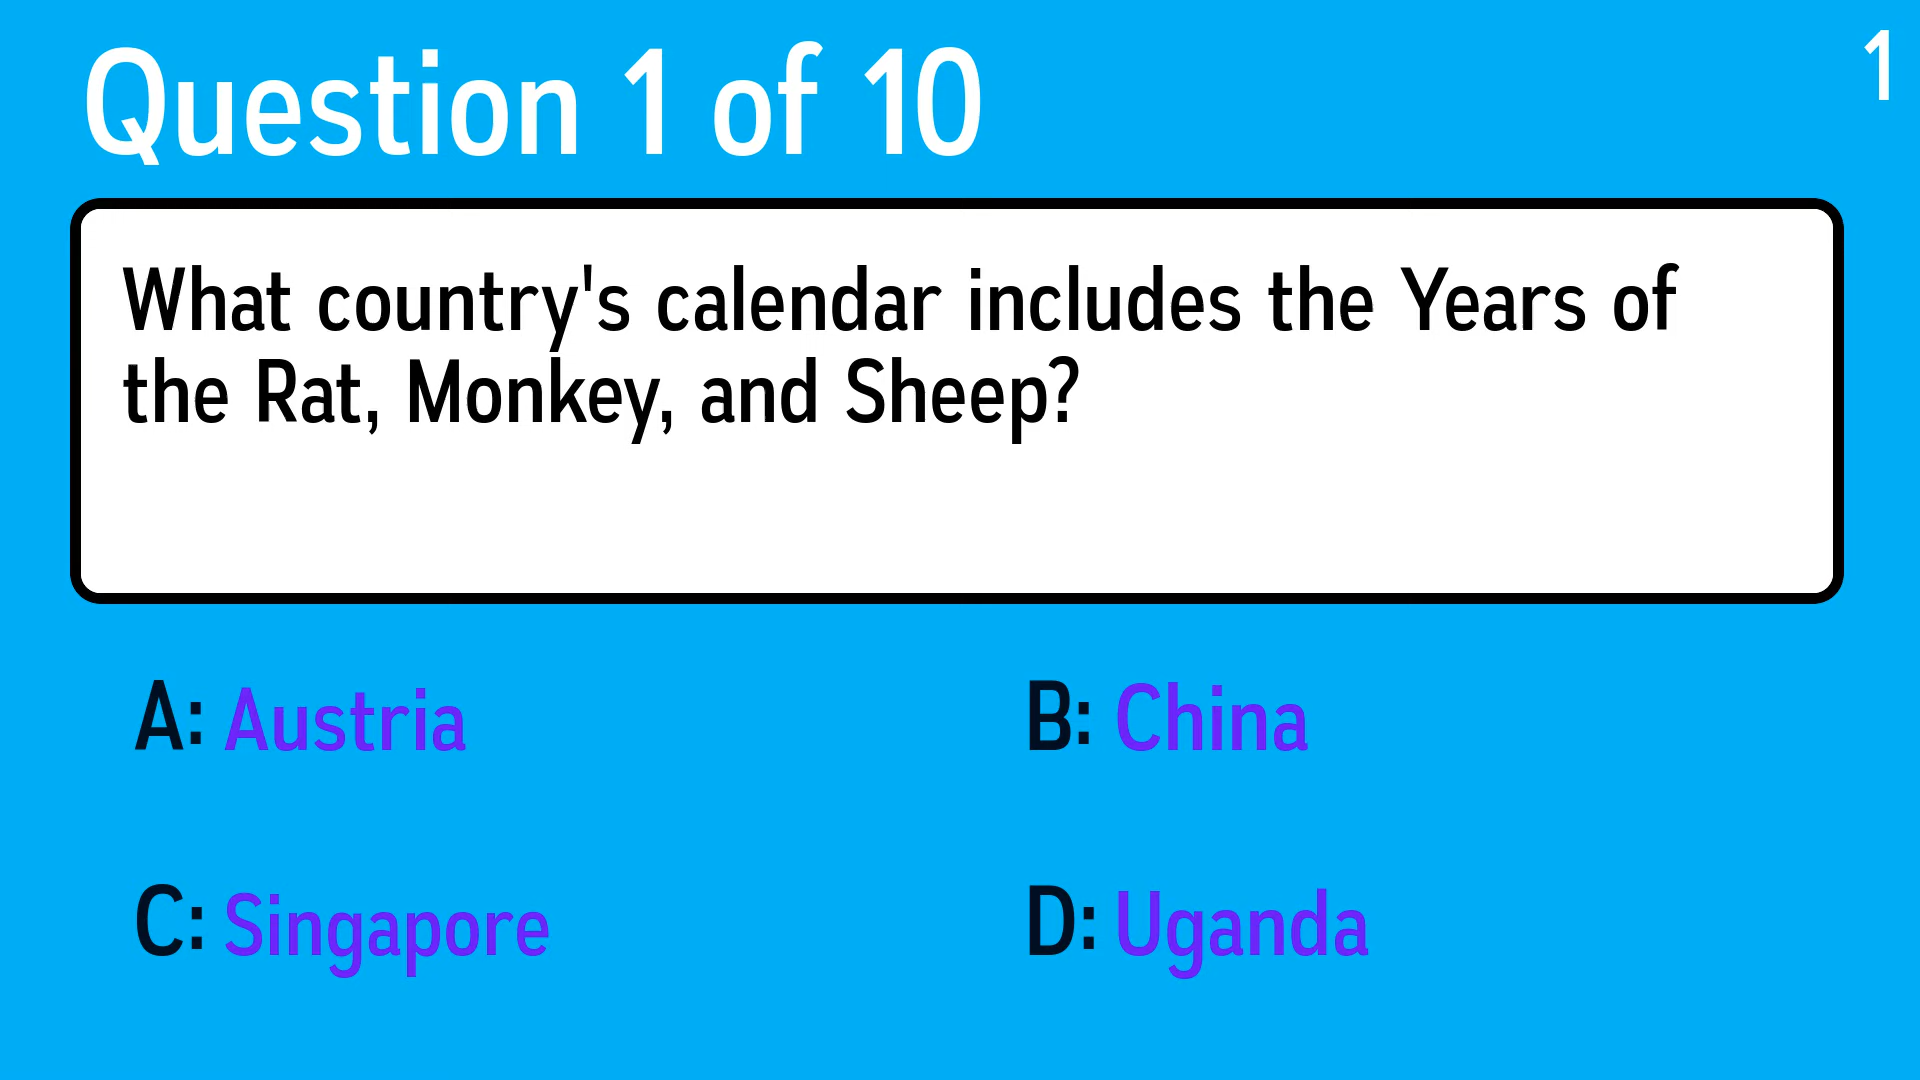 Question 1 of 10
1
What country's calendar includes the Years of
the Rat, Monkey, and Sheep?
A: Austria
B: China
C: Singapore
D: Uganda